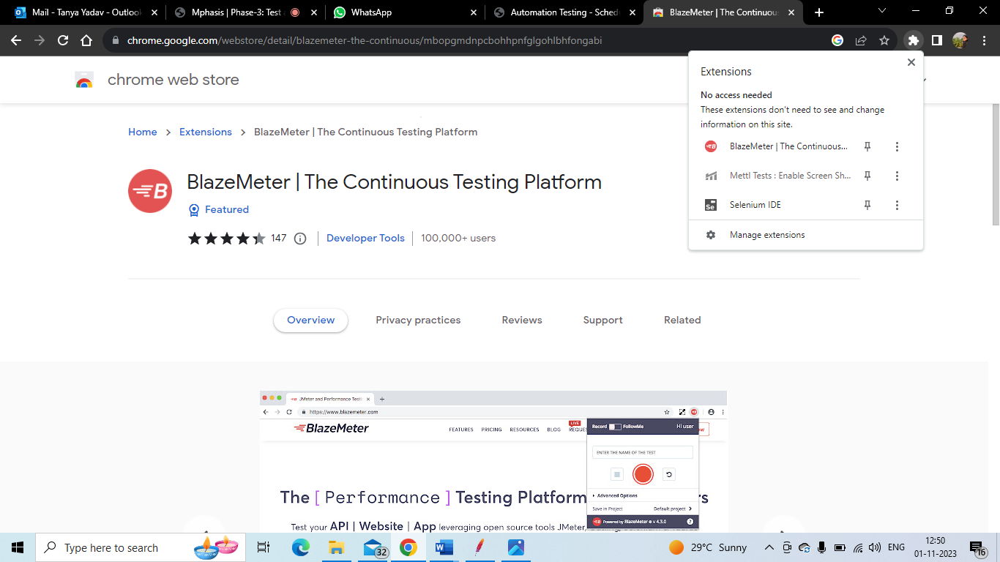 Mail - Tanya Yadav - Outlook
Mphasis | Phase-3: Test a
WhatsApp
Automation Testing - Sched
BlazeMeter | The Continuous
chrome.google.com/webstore/detail/blazemeter-the-continuous/mbopgmdnpcbohhpnfglgohlbhfongabi
chrome web store
Extensions
No access needed
These extensions don't need to see and change
information on this site.
BlazeMeter | The Continuous...
Mettl Tests : Enable Screen Sh...
Selenium IDE
Manage extensions
Home > Extensions > BlazeMeter | The Continuous Testing Platform
BlazeMeter | The Continuous Testing Platform
Featured
147
Developer Tools
100,000+ users
Overview
Privacy practices
Reviews
Support
Related
JMeter and Performance Testi
https://www.blazemeter.com
BlazeMeter
FEATURES
PRICING
RESOURCES
BLOG
LIVE
REQUES
Record
FollowMe
Hi user
ENTER THE NAME OF THE TEST
Advanced Options
Save in Project
Default project >
Powered by BlazeMeter ® v 4.3.0
The [ Performance ] Testing Platform
Test your API | Website | App leveraging open source tools JMeter,
Type here to search
32
29°C Sunny
ENG
12:50
01-11-2023
16